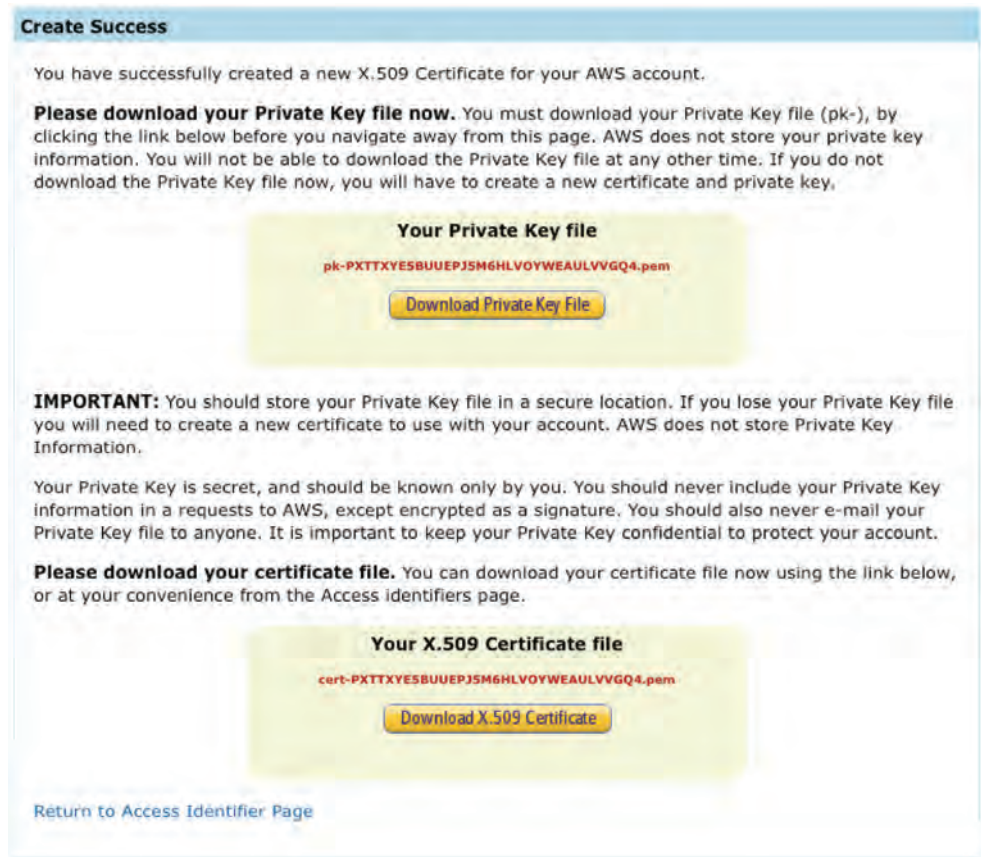 Create Success
You have successfully created a new X.509 Certificate for your AWS account.
Please download your Private Key file now. You must download your Private Key file (pk-), by
clicking the link below before you navigate away from this page. AWS does not store your private key
information. You will not be able to download the Private Key file at any other time. If you do not
download the Private Key file now, you will have to create a new certificate and private key.
Your Private Key file
pk-PXTTXYE5BUUEPJ5M6HLVOYWEAULVVGQ4.pem
Download Private Key File
IMPORTANT: You should store your Private Key file in a secure location. If you lose your Private Key file
you will need to create a new certificate to use with your account. AWS does not store Private Key
Information.
Your Private Key is secret, and should be known only by you. You should never include your Private Key
information in a requests to AWS, except encrypted as a signature. You should also never e-mail your
Private Key file to anyone. It is important to keep your Private Key confidential to protect your account.
Please download your certificate file. You can download your certificate file now using the link below,
or at your convenience from the Access identifiers page.
Your X.509 Certificate file
cert-PXTTXYE5BUUEPJ5M6HLVOYWEAULVVGQ4.pem
Download X.509 Certificate
Return to Access Identifier Page